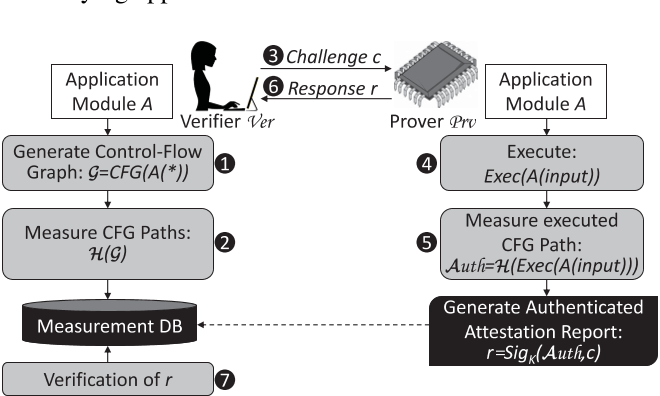 ③ Challenge c
⑥ Response r
Verifier Ver
Prover Prv
Application
Module A
Generate Control-Flow
Graph: G=CFG(A(*))
①
Measure CFG Paths:
H(G)
②
Measurement DB
Verification of r
⑦
Application
Module A
④
Execute:
Exec(A(input))
⑤
Measure executed
CFG Path:
Auth=H(Exec(A(input)))
Generate Authenticated
Attestation Report:
r=Sig_K(Auth,c)